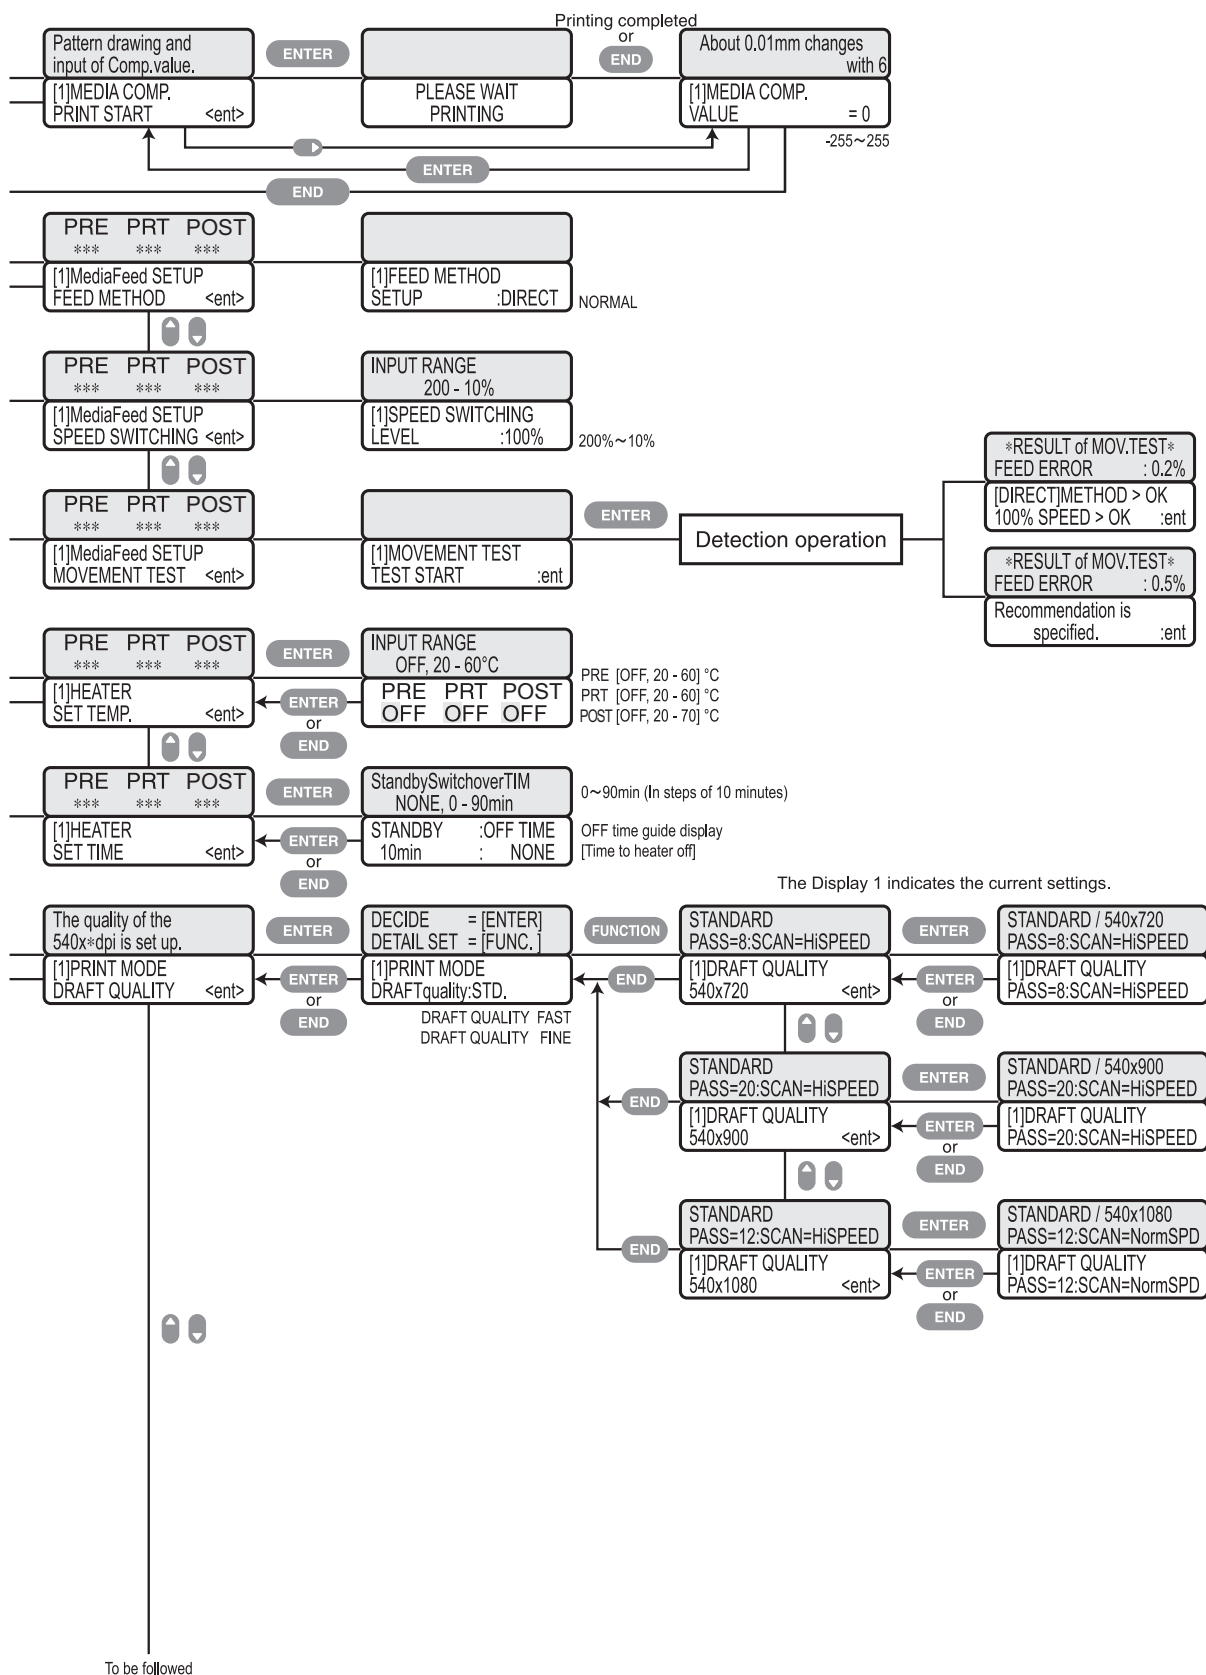 Printing completed
or
Pattern drawing and
input of Comp.value.
ENTER
END
About 0.01mm changes
with 6
[1]MEDIA COMP.
PRINT START <ent>
PLEASE WAIT
PRINTING
[1]MEDIA COMP.
VALUE = 0
-255～255
ENTER
END
PRE PRT POST
*** *** ***
[1]MediaFeed SETUP
FEED METHOD <ent>
[1]FEED METHOD
SETUP :DIRECT
NORMAL
PRE PRT POST
*** *** ***
[1]MediaFeed SETUP
SPEED SWITCHING <ent>
INPUT RANGE
200 - 10%
[1]SPEED SWITCHING
LEVEL :100%
200%～10%
PRE PRT POST
*** *** ***
[1]MediaFeed SETUP
MOVEMENT TEST <ent>
[1]MOVEMENT TEST
TEST START :ent
ENTER
Detection operation
*RESULT of MOV.TEST*
FEED ERROR : 0.2%
[DIRECT]METHOD > OK
100% SPEED > OK :ent
*RESULT of MOV.TEST*
FEED ERROR : 0.5%
Recommendation is
specified. :ent
PRE PRT POST
*** *** ***
[1]HEATER
SET TEMP. <ent>
ENTER
ENTER
or
END
INPUT RANGE
OFF, 20 - 60°C
PRE PRT POST
OFF OFF OFF
PRE [OFF, 20 - 60] °C
PRT [OFF, 20 - 60] °C
POST [OFF, 20 - 70] °C
PRE PRT POST
*** *** ***
[1]HEATER
SET TIME <ent>
ENTER
ENTER
or
END
StandbySwitchoverTIM
NONE, 0 - 90min
STANDBY :OFF TIME
10min : NONE
0～90min (In steps of 10 minutes)
OFF time guide display
[Time to heater off]
The Display 1 indicates the current settings.
The quality of the
540x*dpi is set up.
[1]PRINT MODE
DRAFT QUALITY <ent>
ENTER
ENTER
or
END
DECIDE = [ENTER]
DETAIL SET = [FUNC. ]
[1]PRINT MODE
DRAFTquality:STD.
DRAFT QUALITY FAST
DRAFT QUALITY FINE
FUNCTION
END
STANDARD
PASS=8:SCAN=HiSPEED
[1]DRAFT QUALITY
540x720 <ent>
ENTER
ENTER
or
END
STANDARD / 540x720
PASS=8:SCAN=HiSPEED
[1]DRAFT QUALITY
PASS=8:SCAN=HiSPEED
END
STANDARD
PASS=20:SCAN=HiSPEED
[1]DRAFT QUALITY
540x900 <ent>
ENTER
ENTER
or
END
STANDARD / 540x900
PASS=20:SCAN=HiSPEED
[1]DRAFT QUALITY
PASS=20:SCAN=HiSPEED
END
STANDARD
PASS=12:SCAN=HiSPEED
[1]DRAFT QUALITY
540x1080 <ent>
ENTER
ENTER
or
END
STANDARD / 540x1080
PASS=12:SCAN=NormSPD
[1]DRAFT QUALITY
PASS=12:SCAN=NormSPD
To be followed